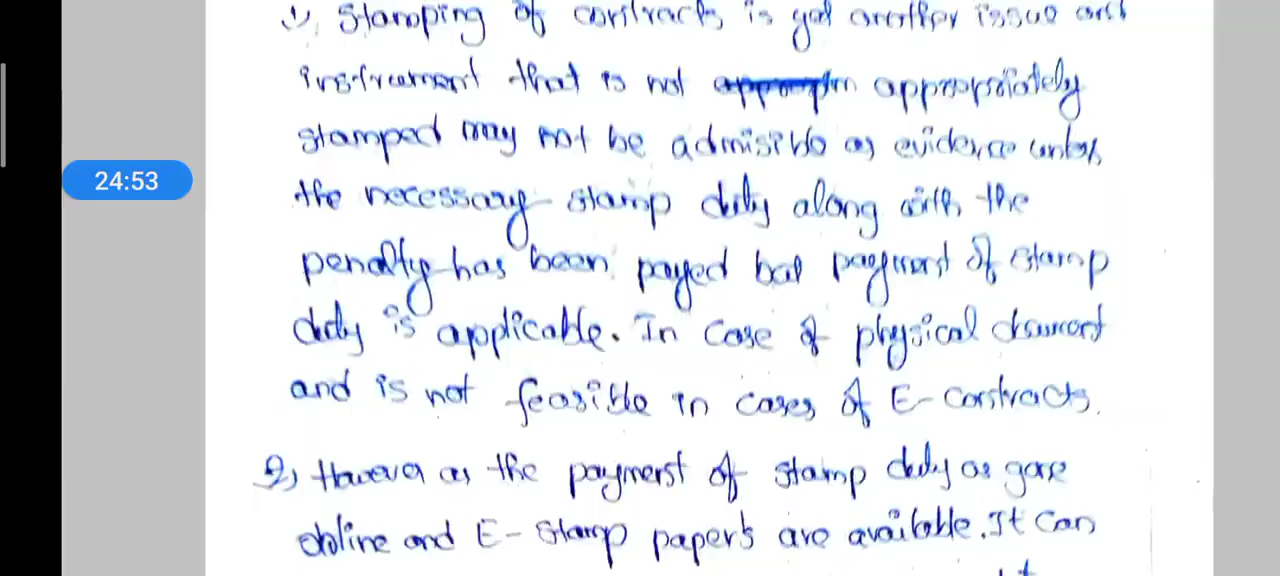 1) Stamping of contracts is yet another issue and
instrument that is not appropriately
24:53
stamped may not be admisible as evidence unless
the necessary stamp duty along with the
penalty has been payed but payment of stamp
duty is applicable. In case of physical document
and is not feasible in cases of E-contracts.
2) However as the payment of stamp duty as gone
online and E-stamp papers are available. It can